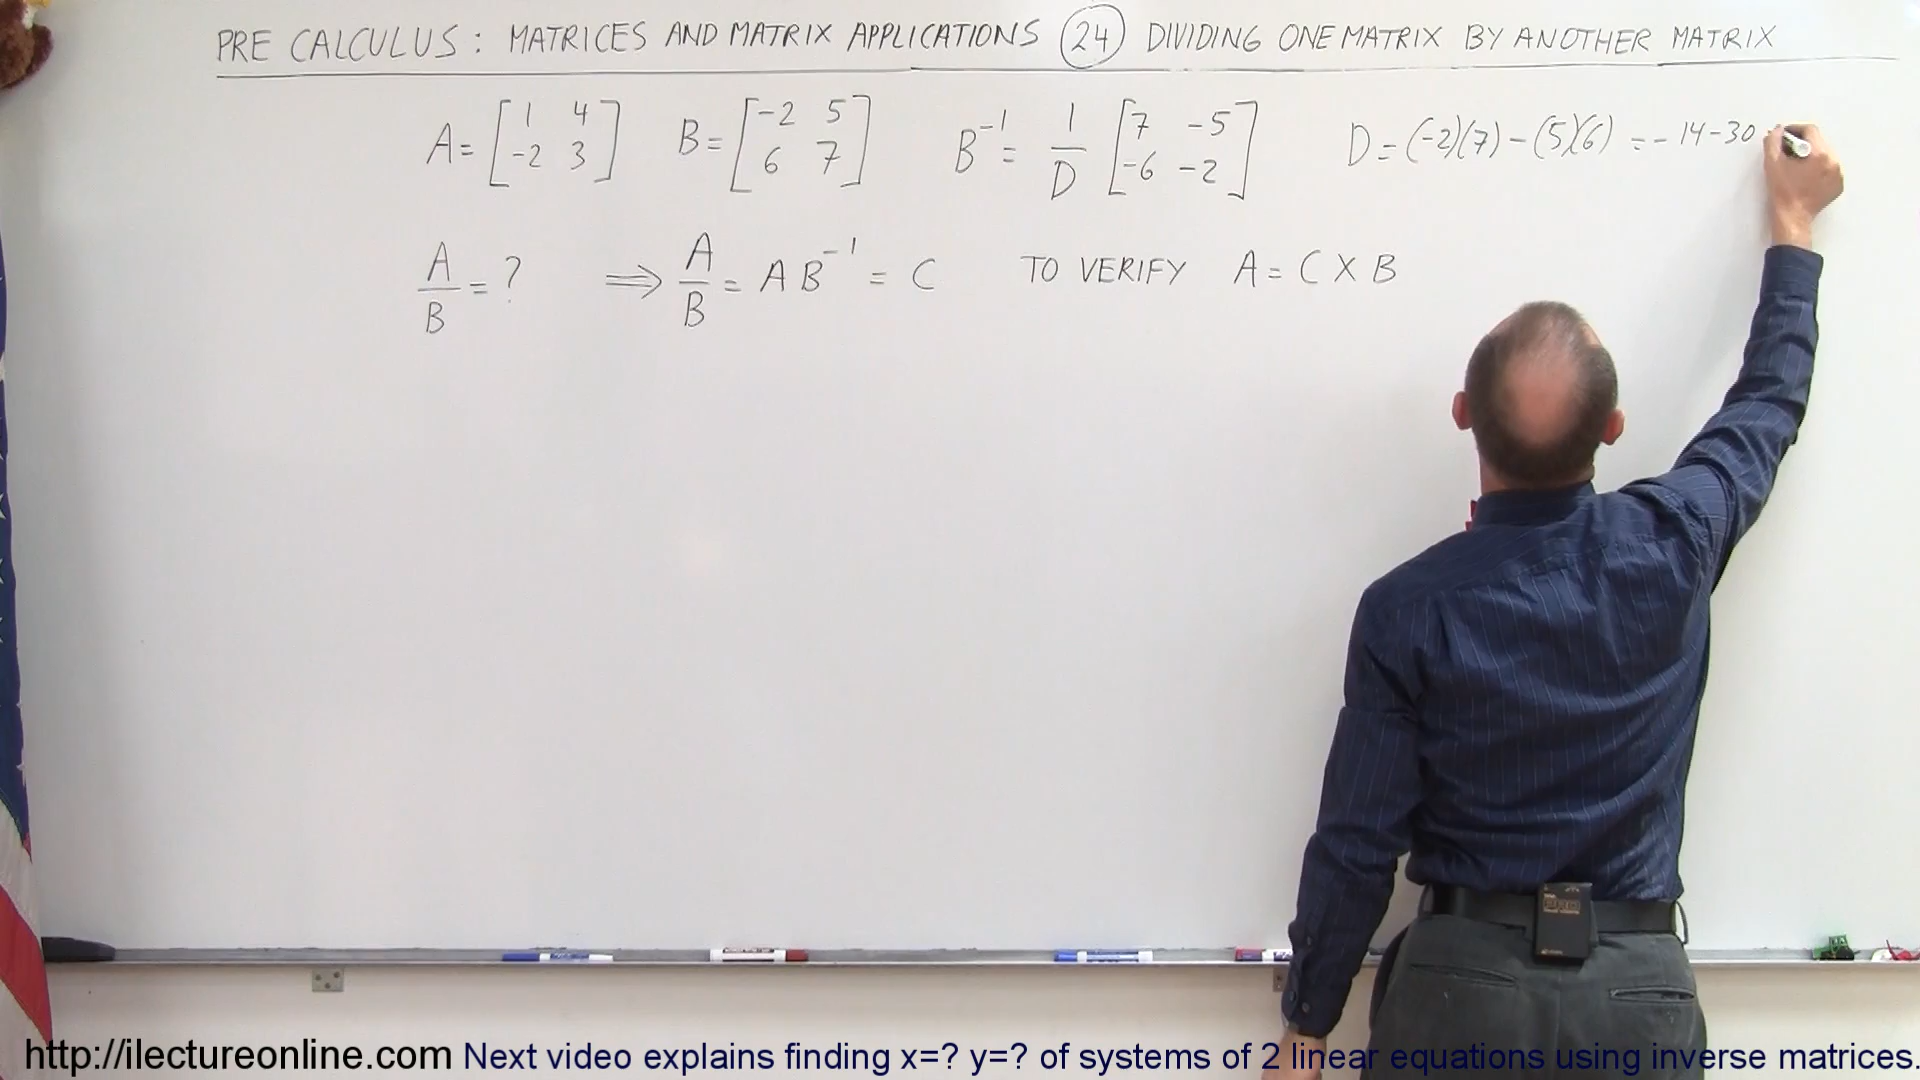 PRE CALCULUS: MATRICES AND MATRIX APPLICATIONS 24 DIVIDING ONE MATRIX BY ANOTHER MATRIX
A = [1 4 -2 3] B = [-2 5 6 7] B⁻¹ = 1/D [7 -5 -6 -2] D = (-2)(7) - (5)(6) = -14-30
A/B = ? ⟹ A/B = AB⁻¹ = C TO VERIFY A = C X B
http://ilectureonline.com Next video explains finding x=? y=? of systems of 2 linear equations using inverse matrices.